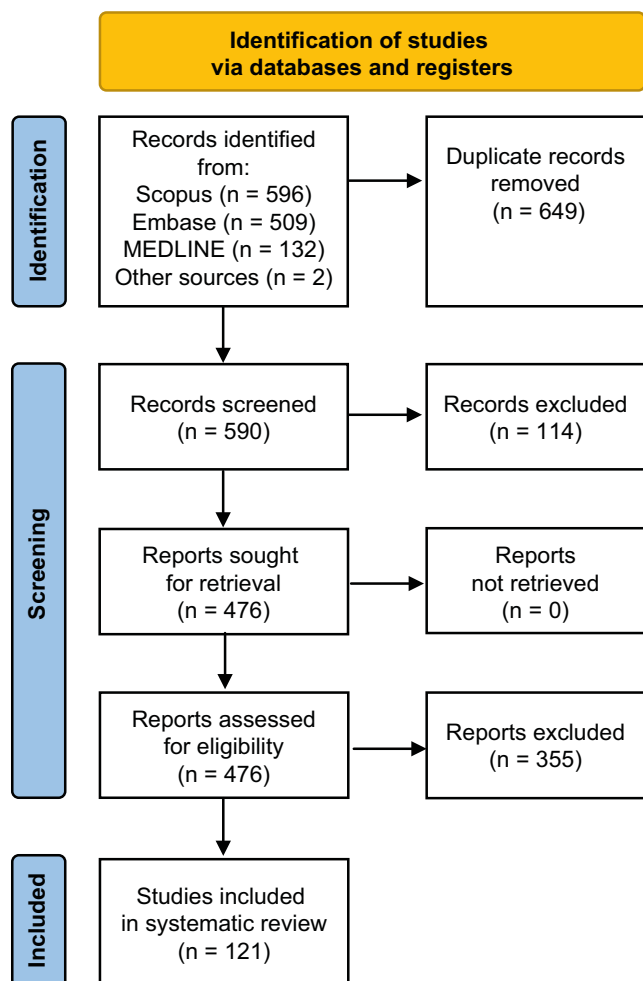 Identification of studies
via databases and registers
Identification
Records identified
from:
Scopus (n = 596)
Embase (n = 509)
MEDLINE (n = 132)
Other sources (n = 2)
Duplicate records
removed
(n = 649)
Screening
Records screened
(n = 590)
Records excluded
(n = 114)
Reports sought
for retrieval
(n = 476)
Reports
not retrieved
(n = 0)
Reports assessed
for eligibility
(n = 476)
Reports excluded
(n = 355)
Included
Studies included
in systematic review
(n = 121)